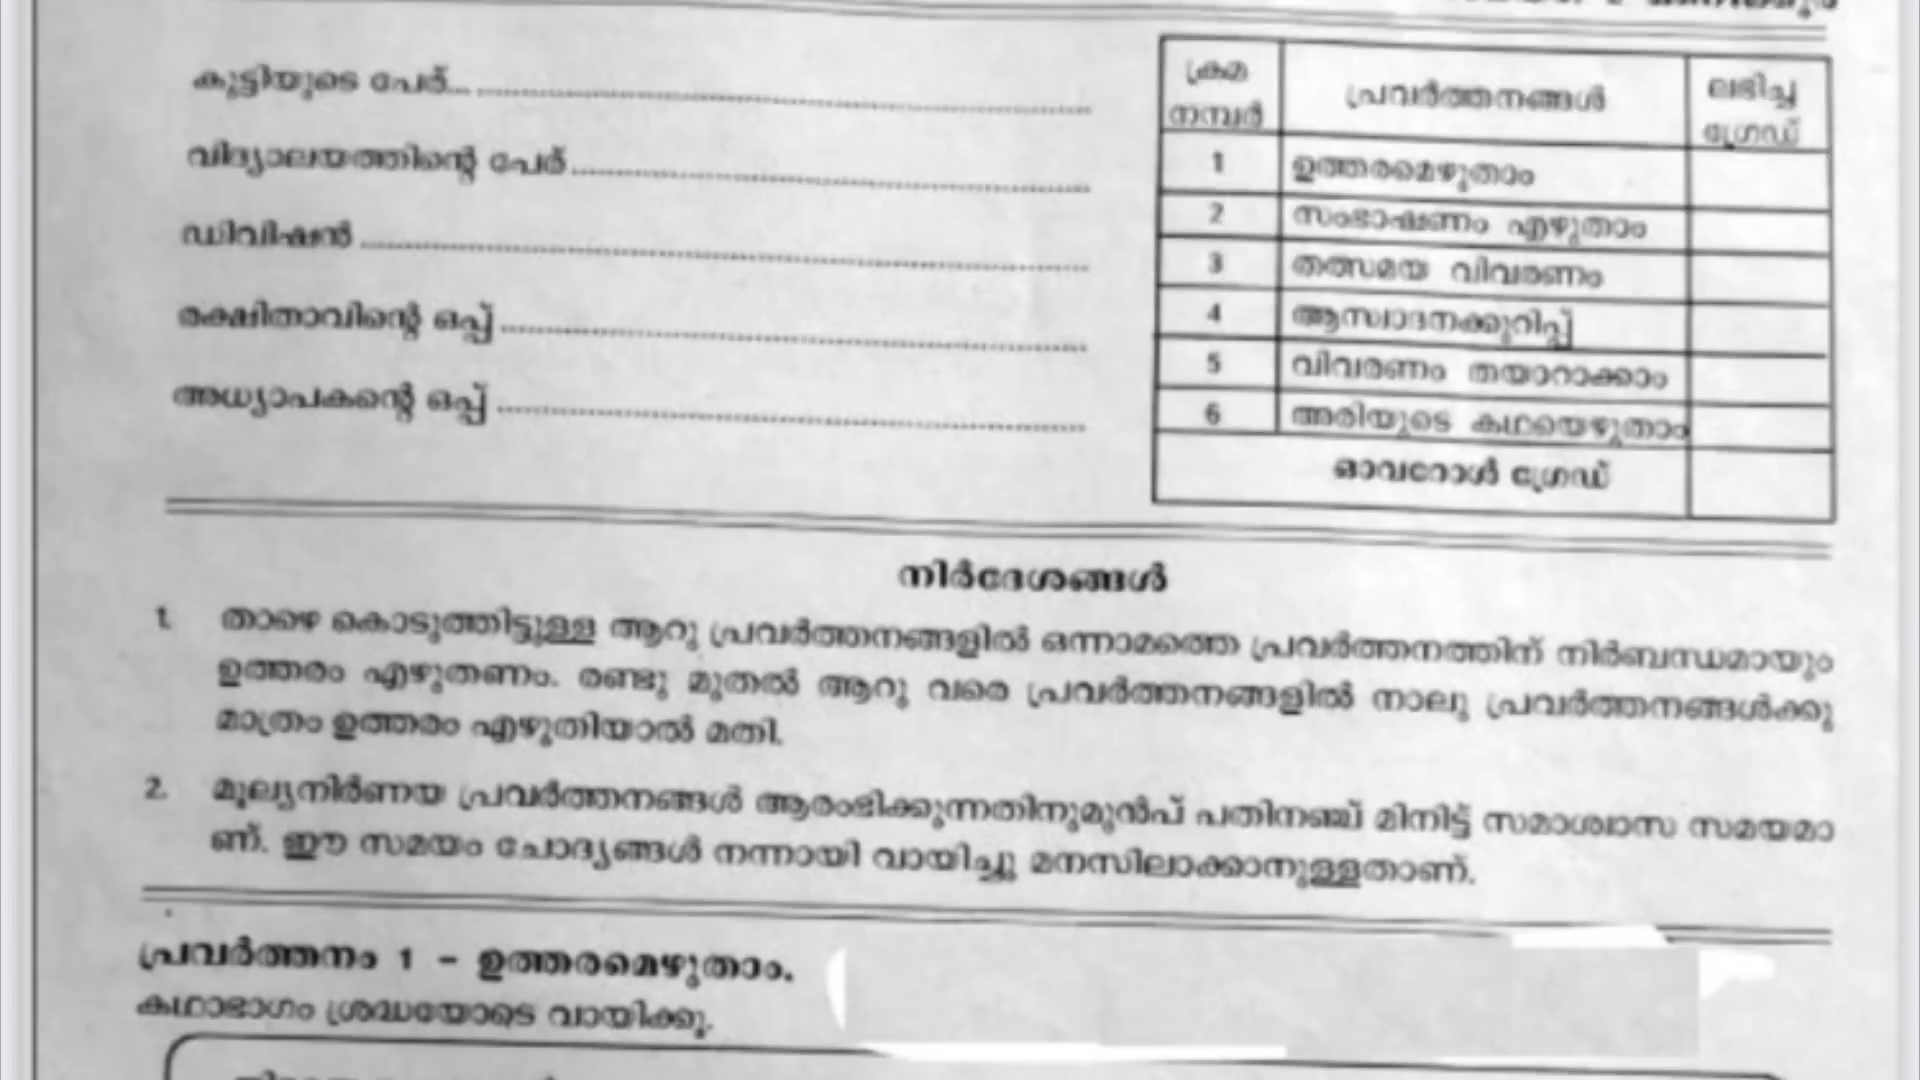 കുട്ടിയുടെ പേര്
വിദ്യാലയത്തിന്റെ പേര്
ഡിവിഷൻ
രക്ഷിതാവിന്റെ ഒപ്പ്
അധ്യാപകന്റെ ഒപ്പ്
ക്രമ നമ്പർ പ്രവർത്തനങ്ങൾ ലഭിച്ച ഗ്രേഡ്
1 ഉത്തരമെഴുതാം
2 സംഭാഷണം എഴുതാം
3 തത്സമയ വിവരണം
4 ആസ്വാദനക്കുറിപ്പ്
5 വിവരണം തയാറാക്കാം
6 അരിയുടെ കഥയെഴുതാം
ഓവറോൾ ഗ്രേഡ്
നിർദേശങ്ങൾ
1. താഴെ കൊടുത്തിട്ടുള്ള ആറു പ്രവർത്തനങ്ങളിൽ ഒന്നാമത്തെ പ്രവർത്തനത്തിന് നിർബന്ധമായും
ഉത്തരം എഴുതണം. രണ്ടു മുതൽ ആറു വരെ പ്രവർത്തനങ്ങളിൽ നാലു പ്രവർത്തനങ്ങൾക്കു
മാത്രം ഉത്തരം എഴുതിയാൽ മതി.
2. മൂല്യനിർണയ പ്രവർത്തനങ്ങൾ ആരംഭിക്കുന്നതിനുമുൻപ് പതിനഞ്ച് മിനിട്ട് സമാശ്വാസ സമയമാ
ണ്. ഈ സമയം ചോദ്യങ്ങൾ നന്നായി വായിച്ചു മനസിലാക്കാനുള്ളതാണ്.
പ്രവർത്തനം 1 – ഉത്തരമെഴുതാം.
കഥാഭാഗം ശ്രദ്ധയോടെ വായിക്കൂ.